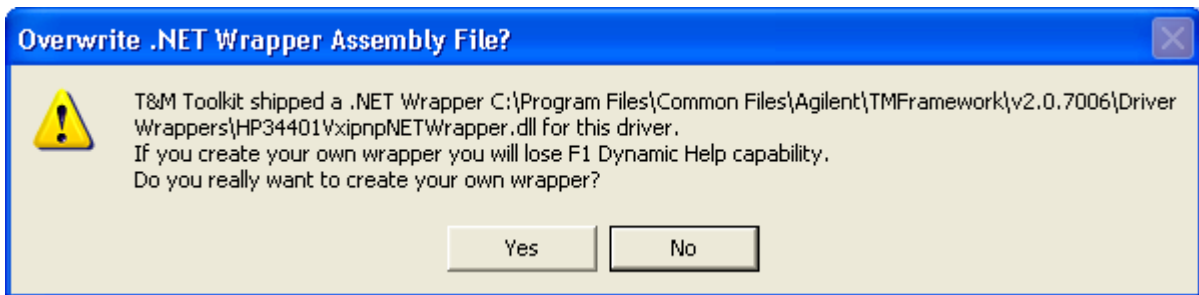 Overwrite .NET Wrapper Assembly File?
T&M Toolkit shipped a .NET Wrapper C:\Program Files\Common Files\Agilent\TMFramework\v2.0.7006\Driver
Wrappers\HP34401VxipnpNETWrapper.dll for this driver.
If you create your own wrapper you will lose F1 Dynamic Help capability.
Do you really want to create your own wrapper?
Yes
No